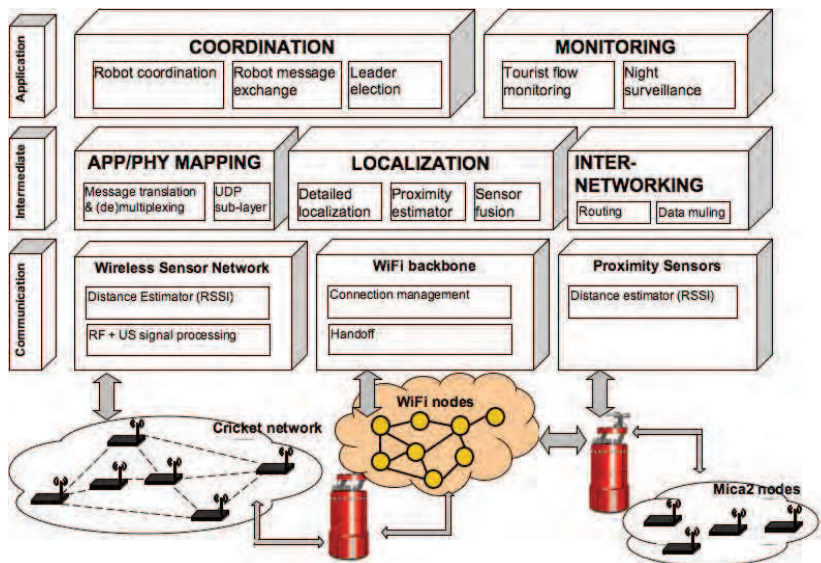 Application
COORDINATION
Robot coordination
Robot message
exchange
Leader
election
MONITORING
Tourist flow
monitoring
Night
surveillance
Intermediate
APP/PHY MAPPING
Message translation
& (de)multiplexing
UDP
sub-layer
LOCALIZATION
Detailed
localization
Proximity
estimator
Sensor
fusion
INTER-
NETWORKING
Routing
Data muling
Communication
Wireless Sensor Network
Distance Estimator (RSSI)
RF + US signal processing
WiFi backbone
Connection management
Handoff
Proximity Sensors
Distance estimator (RSSI)
Cricket network
WiFi nodes
Mica2 nodes